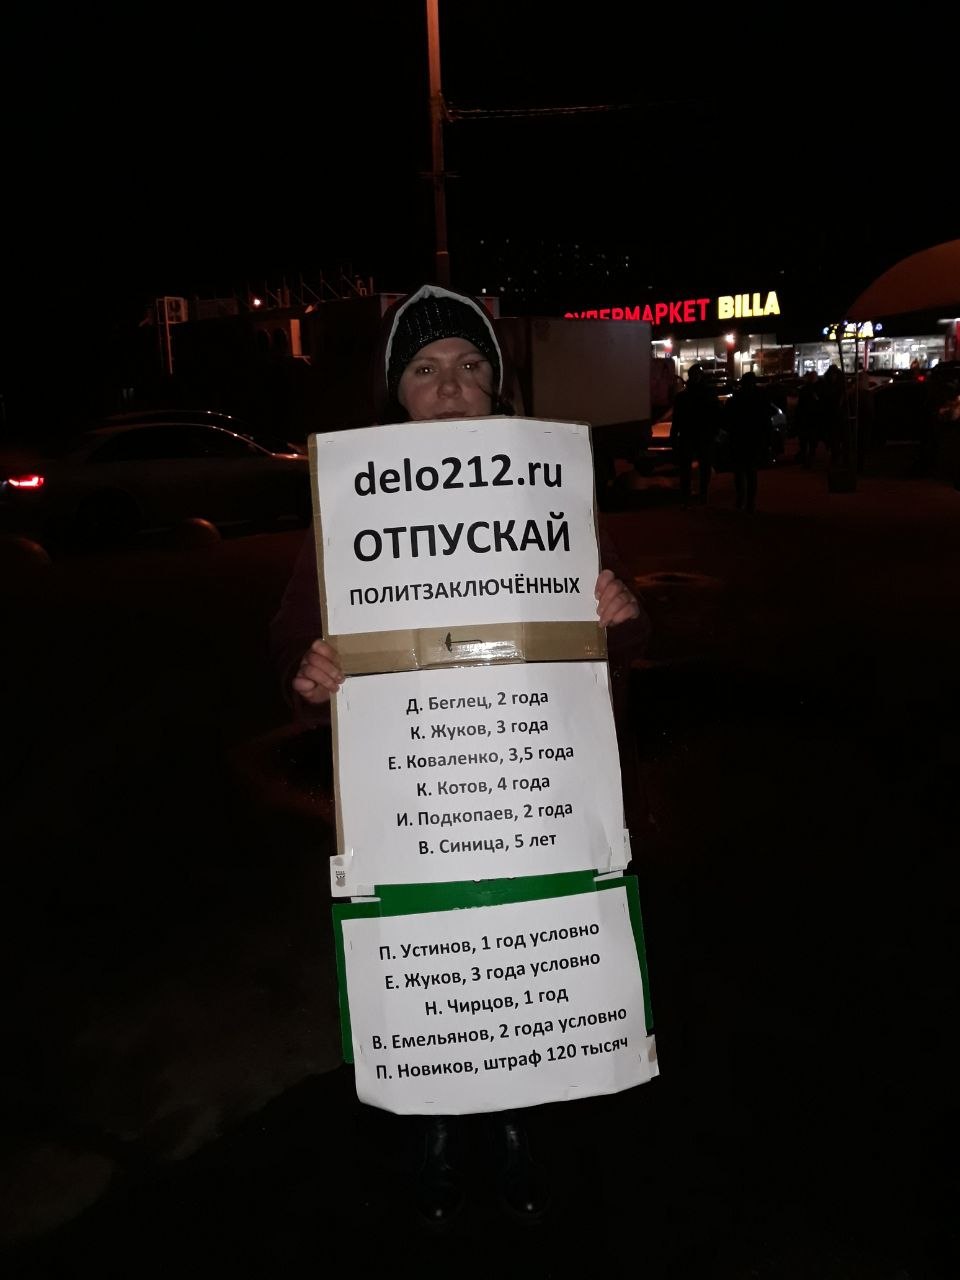 СУПЕРМАРКЕТ BILLA
delo212.ru
ОТПУСКАЙ
ПОЛИТЗАКЛЮЧЁННЫХ
Д. Беглец, 2 года
К. Жуков, 3 года
Е. Коваленко, 3,5 года
К. Котов, 4 года
И. Подкопаев, 2 года
В. Синица, 5 лет
П. Устинов, 1 год условно
Е. Жуков, 3 года условно
Н. Чирцов, 1 год
В. Емельянов, 2 года условно
П. Новиков, штраф 120 тысяч